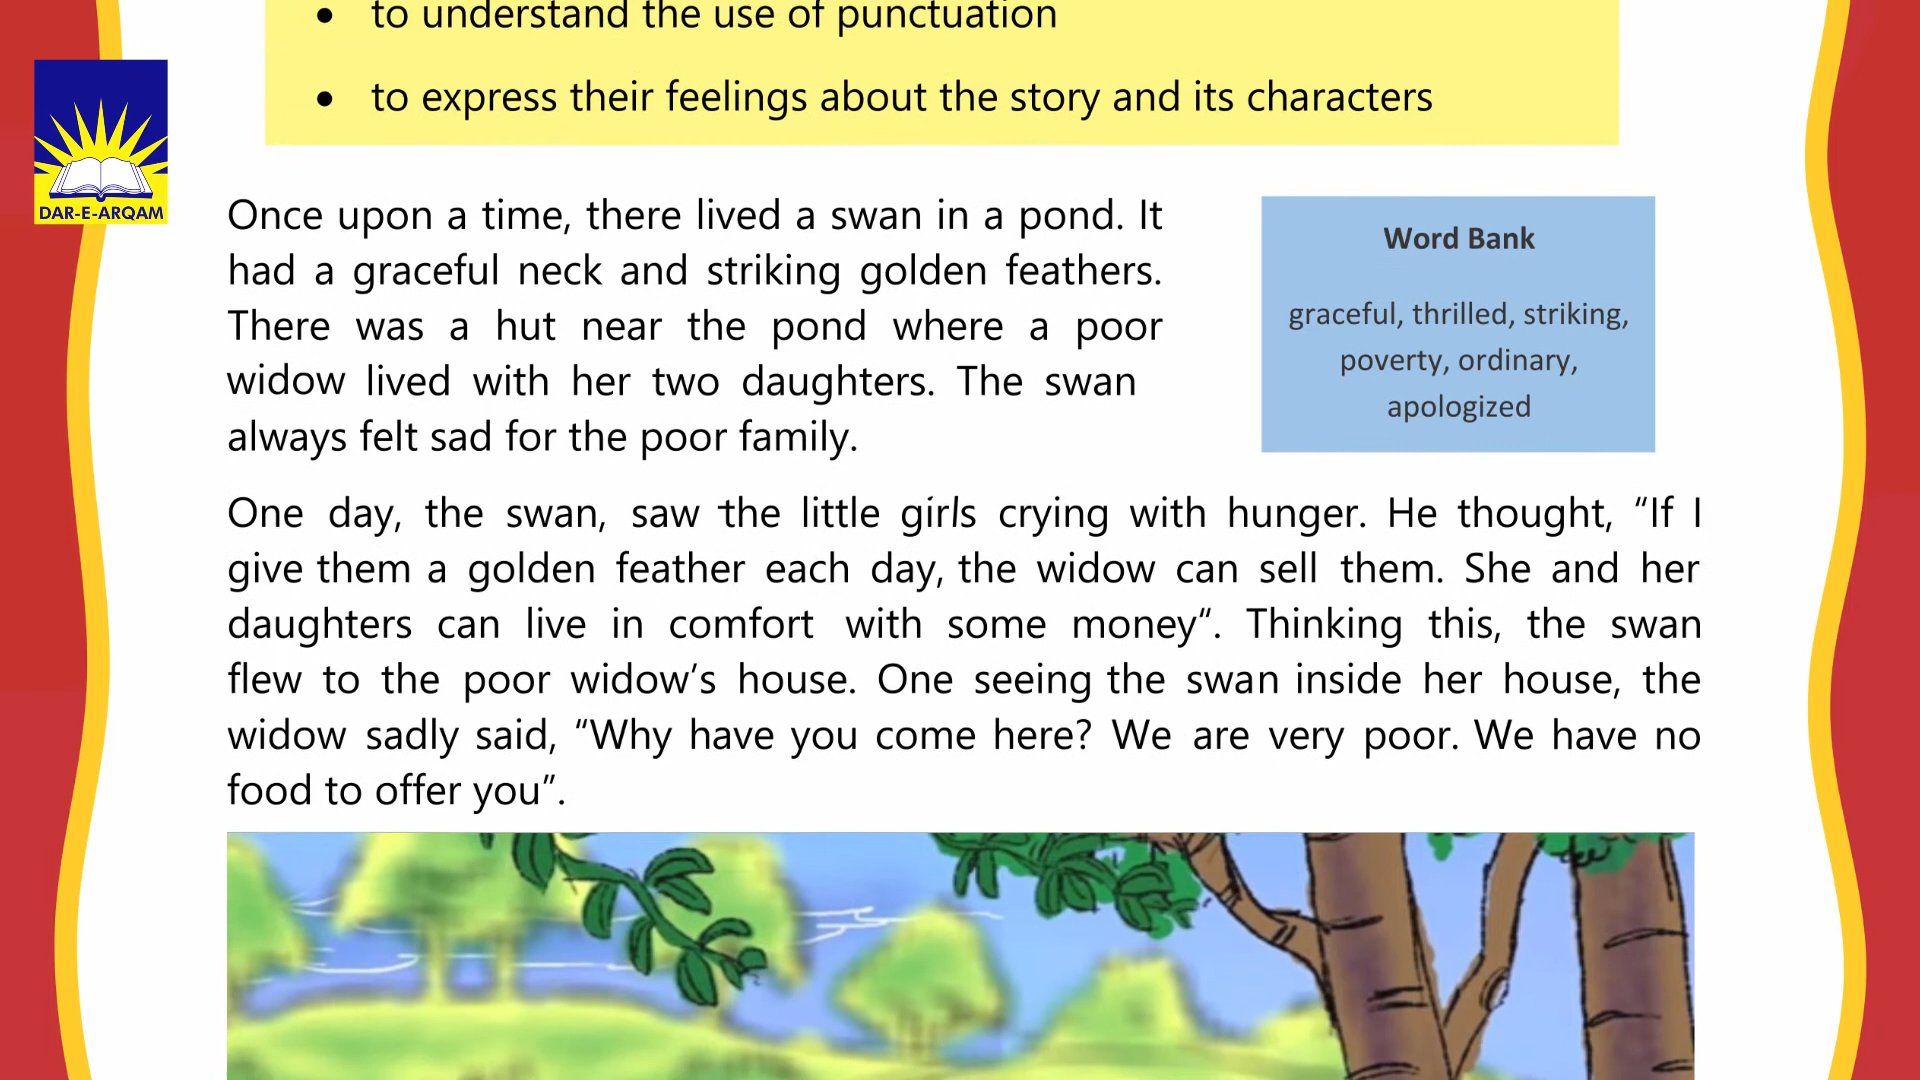 • to understand the use of punctuation
• to express their feelings about the story and its characters
DAR-E-ARQAM
Once upon a time, there lived a swan in a pond. It
had a graceful neck and striking golden feathers.
There was a hut near the pond where a poor
widow lived with her two daughters. The swan
always felt sad for the poor family.
Word Bank
graceful, thrilled, striking,
poverty, ordinary,
apologized
One day, the swan, saw the little girls crying with hunger. He thought, “If I
give them a golden feather each day, the widow can sell them. She and her
daughters can live in comfort with some money“. Thinking this, the swan
flew to the poor widow’s house. One seeing the swan inside her house, the
widow sadly said, “Why have you come here? We are very poor. We have no
food to offer you”.